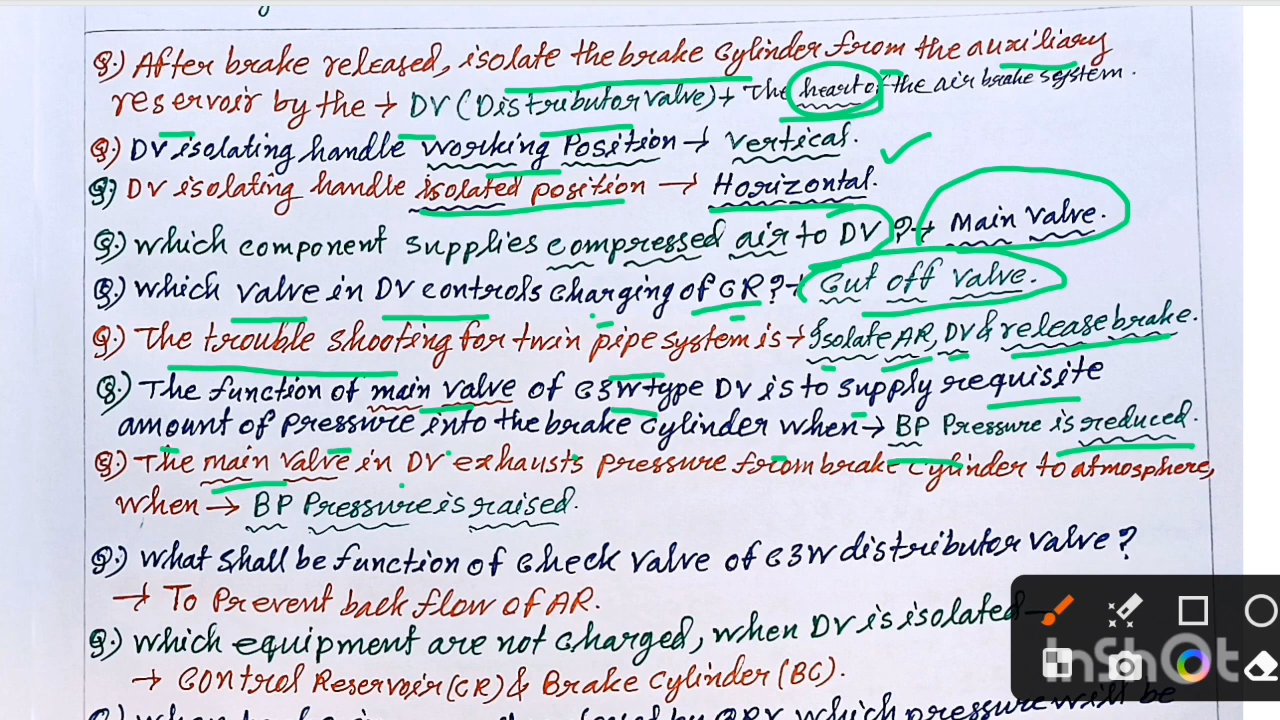 Q.) After brake released, isolate the brake cylinder from the auxiliary
reservoir by the → DV (Distributor valve) → The heart of the air brake system.
Q.) DV isolating handle working Position → Vertical.
Q.) DV isolating handle isolated position → Horizontal.
Q.) which component supplies compressed air to DV ? → Main Valve.
Q.) which valve in DV controls charging of CR ? → Cut off valve.
Q.) The trouble shooting for twin pipe system is → Isolate AR, DV & release brake.
Q.) The function of main valve of C3W type DV is to supply requisite
amount of pressure into the brake cylinder when → BP Pressure is reduced.
Q.) The main valve in DV exhausts pressure from brake cylinder to atmosphere,
when → BP Pressure is raised.
Q.) What shall be function of check valve of C3W distributor valve ?
→ To Prevent back flow of AR.
Q.) which equipment are not charged, when DV is isolated →
→ Control Reservoir (CR) & Brake Cylinder (BC).
which pressure will be
InShOt